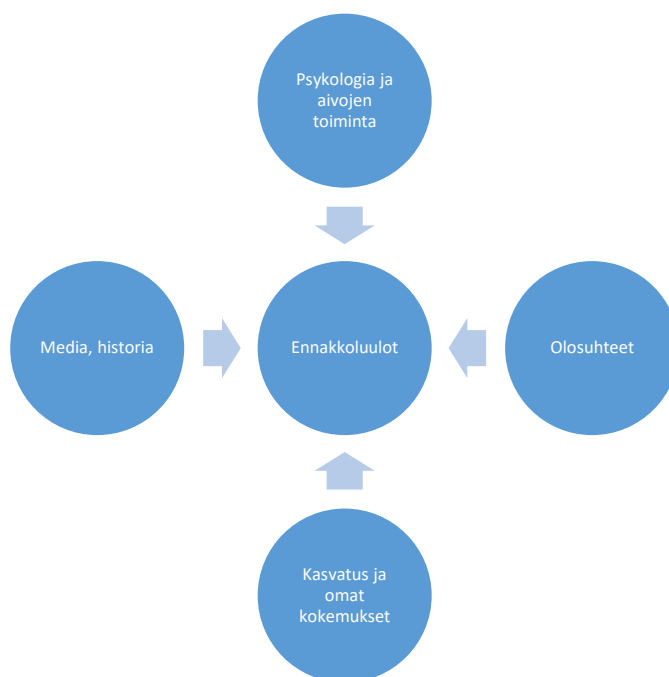 Psykologia ja
aivojen
toiminta
Media, historia
Ennakkoluulot
Olosuhteet
Kasvatus ja
omat
kokemukset